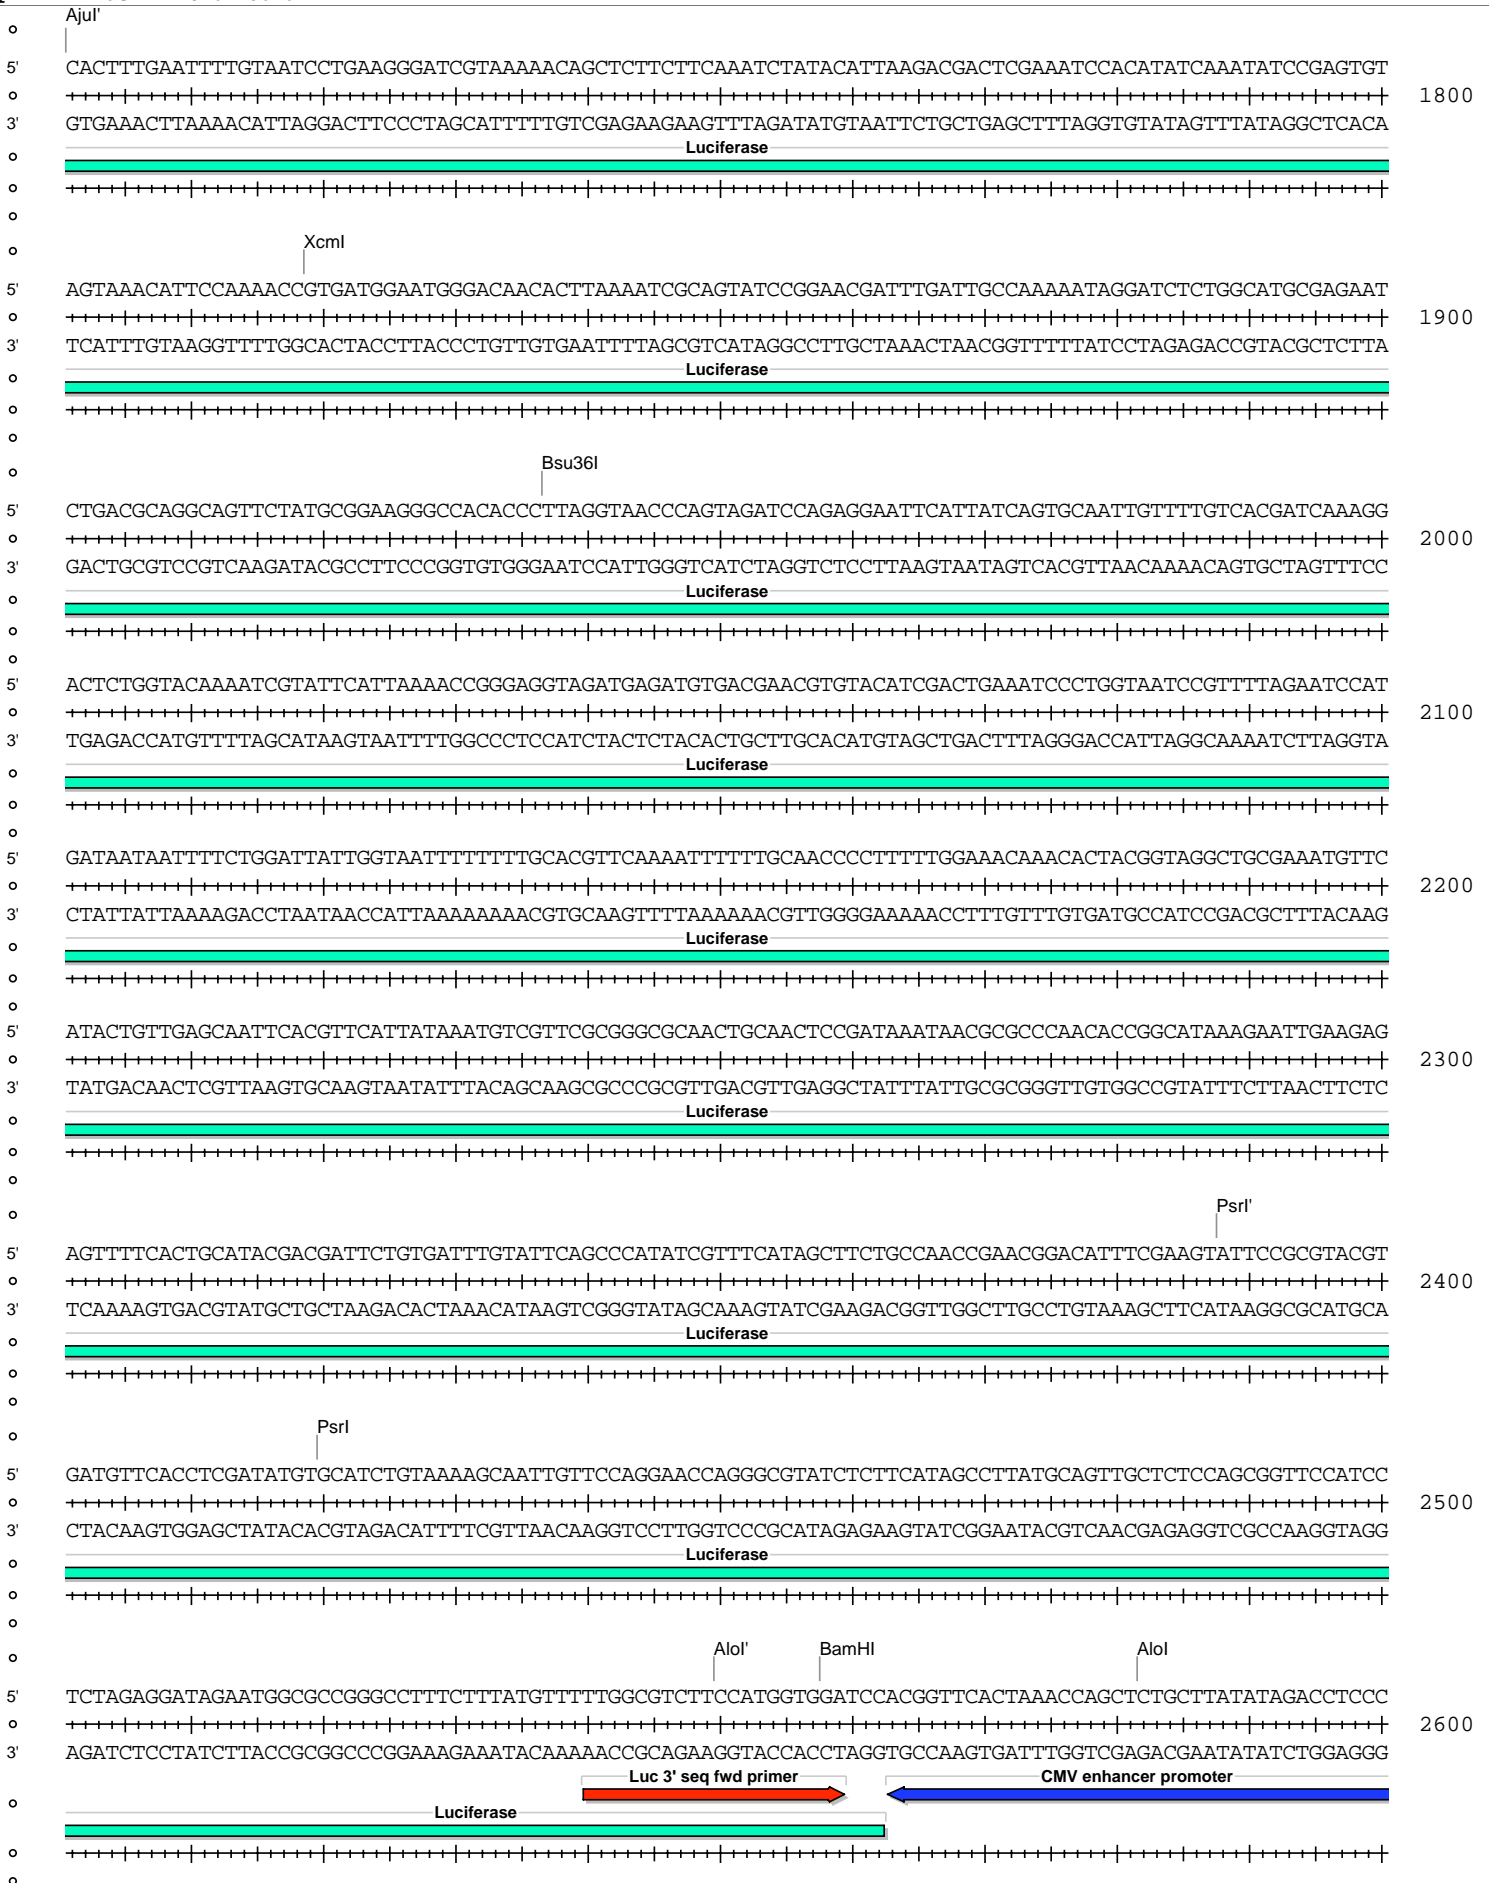 AjuI'
5' CACTTTGAATTTTGTAATCCTGAAGGGATCGTAAAAACAGCTCTTCTTCAAATCTATACATTAAGACGACTCGAAATCCACATATCAAATATCCGAGTGT
1800
3' GTGAAACTTAAAACATTAGGACTTCCCTAGCATTTTTGTCGAGAAGAAGTTTAGATATGTAATTCTGCTGAGCTTTAGGTGTATAGTTTATAGGCTCACA
Luciferase
XcmI
5' AGTAAACATTCCAAAACCGTGATGGAATGGGACAACACTTAAAATCGCAGTATCCGGAACGATTTGATTGCCAAAAATAGGATCTCTGGCATGCGAGAAT
1900
3' TCATTTGTAAGGTTTTGGCACTACCTTACCCTGTTGTGAATTTTAGCGTCATAGGCCTTGCTAAACTAACGGTTTTTATCCTAGAGACCGTACGCTCTTA
Luciferase
Bsu36I
5' CTGACGCAGGCAGTTCTATGCGGAAGGGCCACACCCTTAGGTAACCCAGTAGATCCAGAGGAATTCATTATCAGTGCAATTGTTTTGTCACGATCAAAGG
2000
3' GACTGCGTCCGTCAAGATACGCCTTCCCGGTGTGGGAATCCATTGGGTCATCTAGGTCTCCTTAAGTAATAGTCACGTTAACAAAACAGTGCTAGTTTCC
Luciferase
5' ACTCTGGTACAAAATCGTATTCATTAAAACCGGGAGGTAGATGAGATGTGACGAACGTGTACATCGACTGAAATCCCTGGTAATCCGTTTTAGAATCCAT
2100
3' TGAGACCATGTTTTAGCATAAGTAATTTTGGCCCTCCATCTACTCTACACTGCTTGCACATGTAGCTGACTTTAGGGACCATTAGGCAAAATCTTAGGTA
Luciferase
5' GATAATAATTTTCTGGATTATTGGTAATTTTTTTTGCACGTTCAAAATTTTTTGCAACCCCTTTTTGGAAACAAACACTACGGTAGGCTGCGAAATGTTC
2200
3' CTATTATTAAAAGACCTAATAACCATTAAAAAAAACGTGCAAGTTTTAAAAAACGTTGGGGAAAAACCTTTGTTTGTGATGCCATCCGACGCTTTACAAG
Luciferase
5' ATACTGTTGAGCAATTCACGTTCATTATAAATGTCGTTCGCGGGCGCAACTGCAACTCCGATAAATAACGCGCCCAACACCGGCATAAAGAATTGAAGAG
2300
3' TATGACAACTCGTTAAGTGCAAGTAATATTTACAGCAAGCGCCCGCGTTGACGTTGAGGCTATTTATTGCGCGGGTTGTGGCCGTATTTCTTAACTTCTC
Luciferase
PsrI'
5' AGTTTTCACTGCATACGACGATTCTGTGATTTGTATTCAGCCCATATCGTTTCATAGCTTCTGCCAACCGAACGGACATTTCGAAGTATTCCGCGTACGT
2400
3' TCAAAAGTGACGTATGCTGCTAAGACACTAAACATAAGTCGGGTATAGCAAAGTATCGAAGACGGTTGGCTTGCCTGTAAAGCTTCATAAGGCGCATGCA
Luciferase
PsrI
5' GATGTTCACCTCGATATGTGCATCTGTAAAAGCAATTGTTCCAGGAACCAGGGCGTATCTCTTCATAGCCTTATGCAGTTGCTCTCCAGCGGTTCCATCC
2500
3' CTACAAGTGGAGCTATACACGTAGACATTTTCGTTAACAAGGTCCTTGGTCCCGCATAGAGAAGTATCGGAATACGTCAACGAGAGGTCGCCAAGGTAGG
Luciferase
AloI' BamHI AloI
5' TCTAGAGGATAGAATGGCGCCGGGCCTTTCTTTATGTTTTTGGCGTCTTCCATGGTGGATCCACGGTTCACTAAACCAGCTCTGCTTATATAGACCTCCC
2600
3' AGATCTCCTATCTTACCGCGGCCCGGAAAGAAATACAAAAACCGCAGAAGGTACCACCTAGGTGCCAAGTGATTTGGTCGAGACGAATATATCTGGAGGG
Luc 3' seq fwd primer CMV enhancer promoter
Luciferase